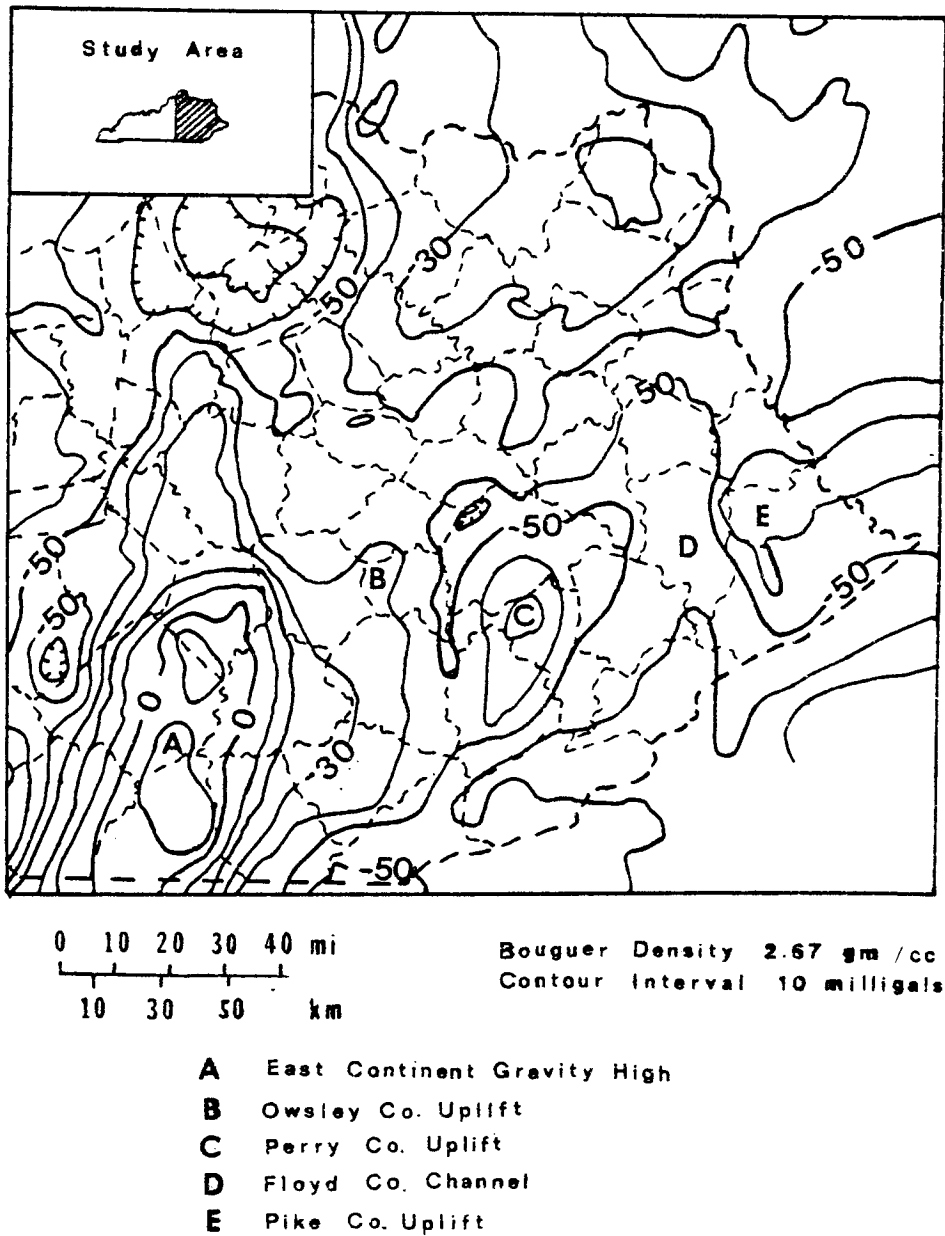 Study Area
-30
-50
50
50
50
50
-50
E
D
B
C
50
50
0
0
A
-30
-50
0 10 20 30 40 mi
10 30 50 km
Bouguer Density 2.67 gm /cc
Contour Interval 10 milligals
A East Continent Gravity High
B Owsley Co. Uplift
C Perry Co. Uplift
D Floyd Co. Channel
E Pike Co. Uplift